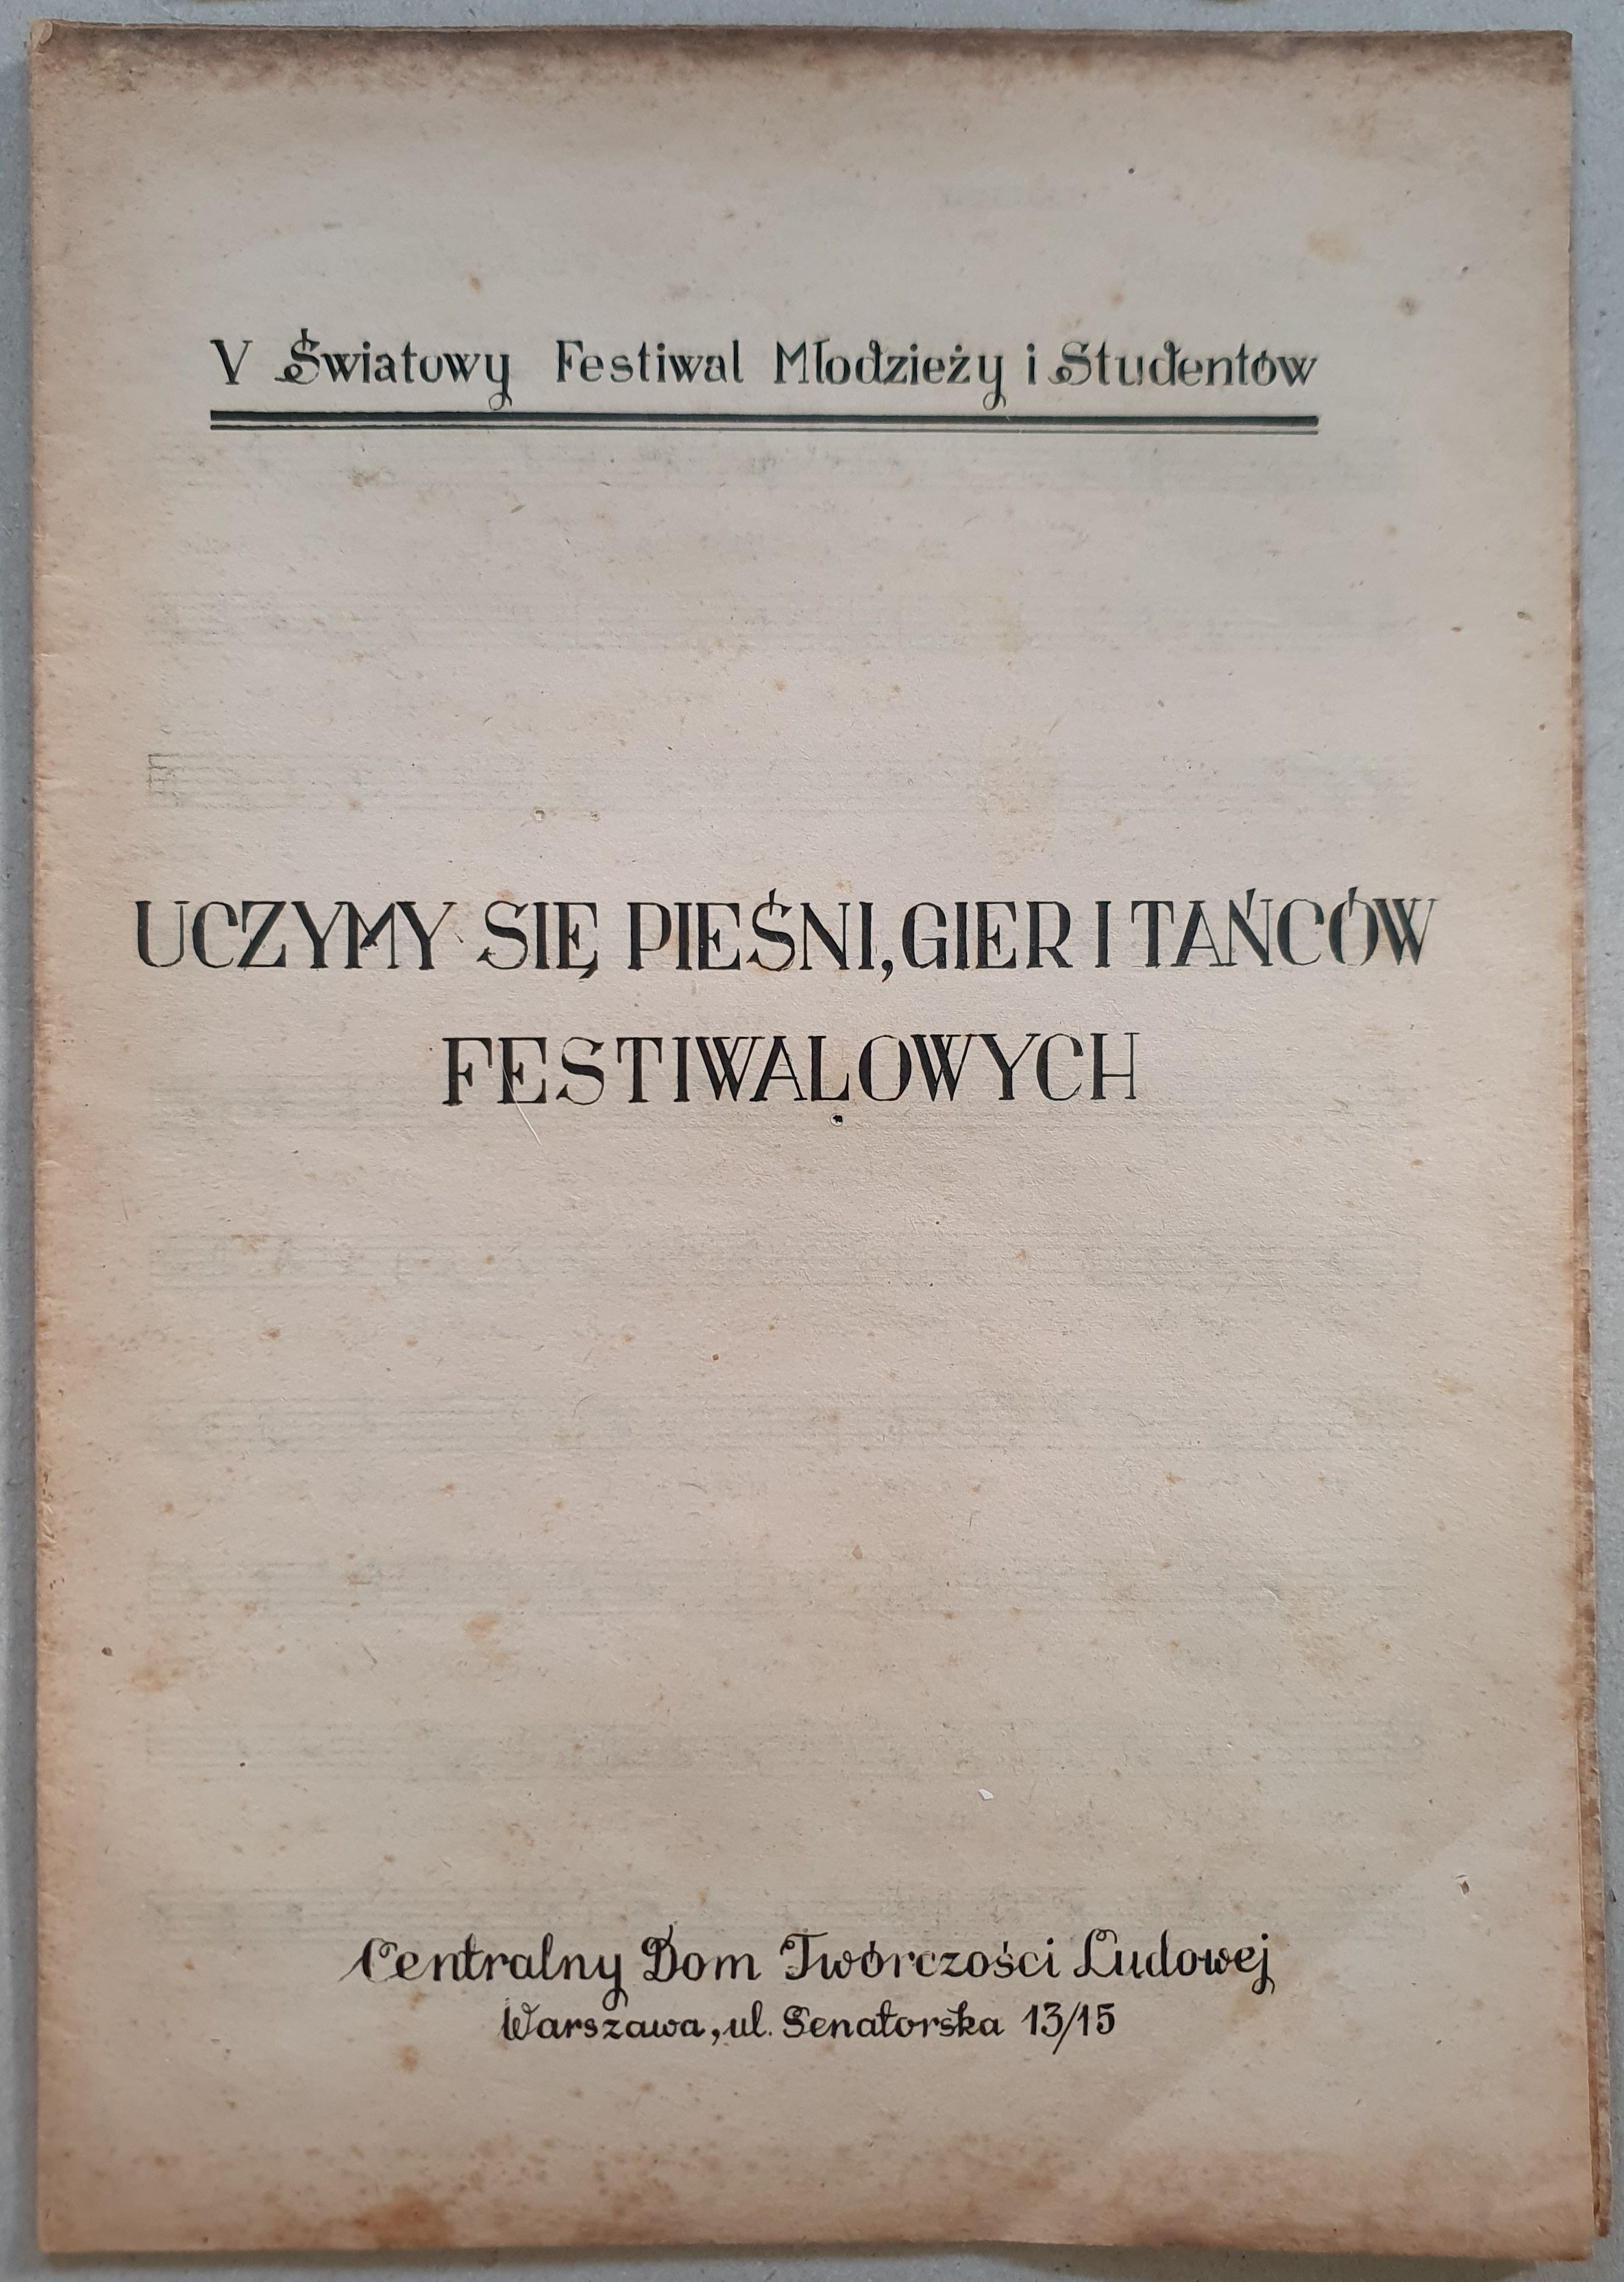 V Światowy Festiwal Młodzieży i Studentów
UCZYMY SIĘ PIEŚNI, GIER I TAŃCÓW
FESTIWALOWYCH
Centralny Dom Twórczości Ludowej
Warszawa, ul. Senatorska 13/15